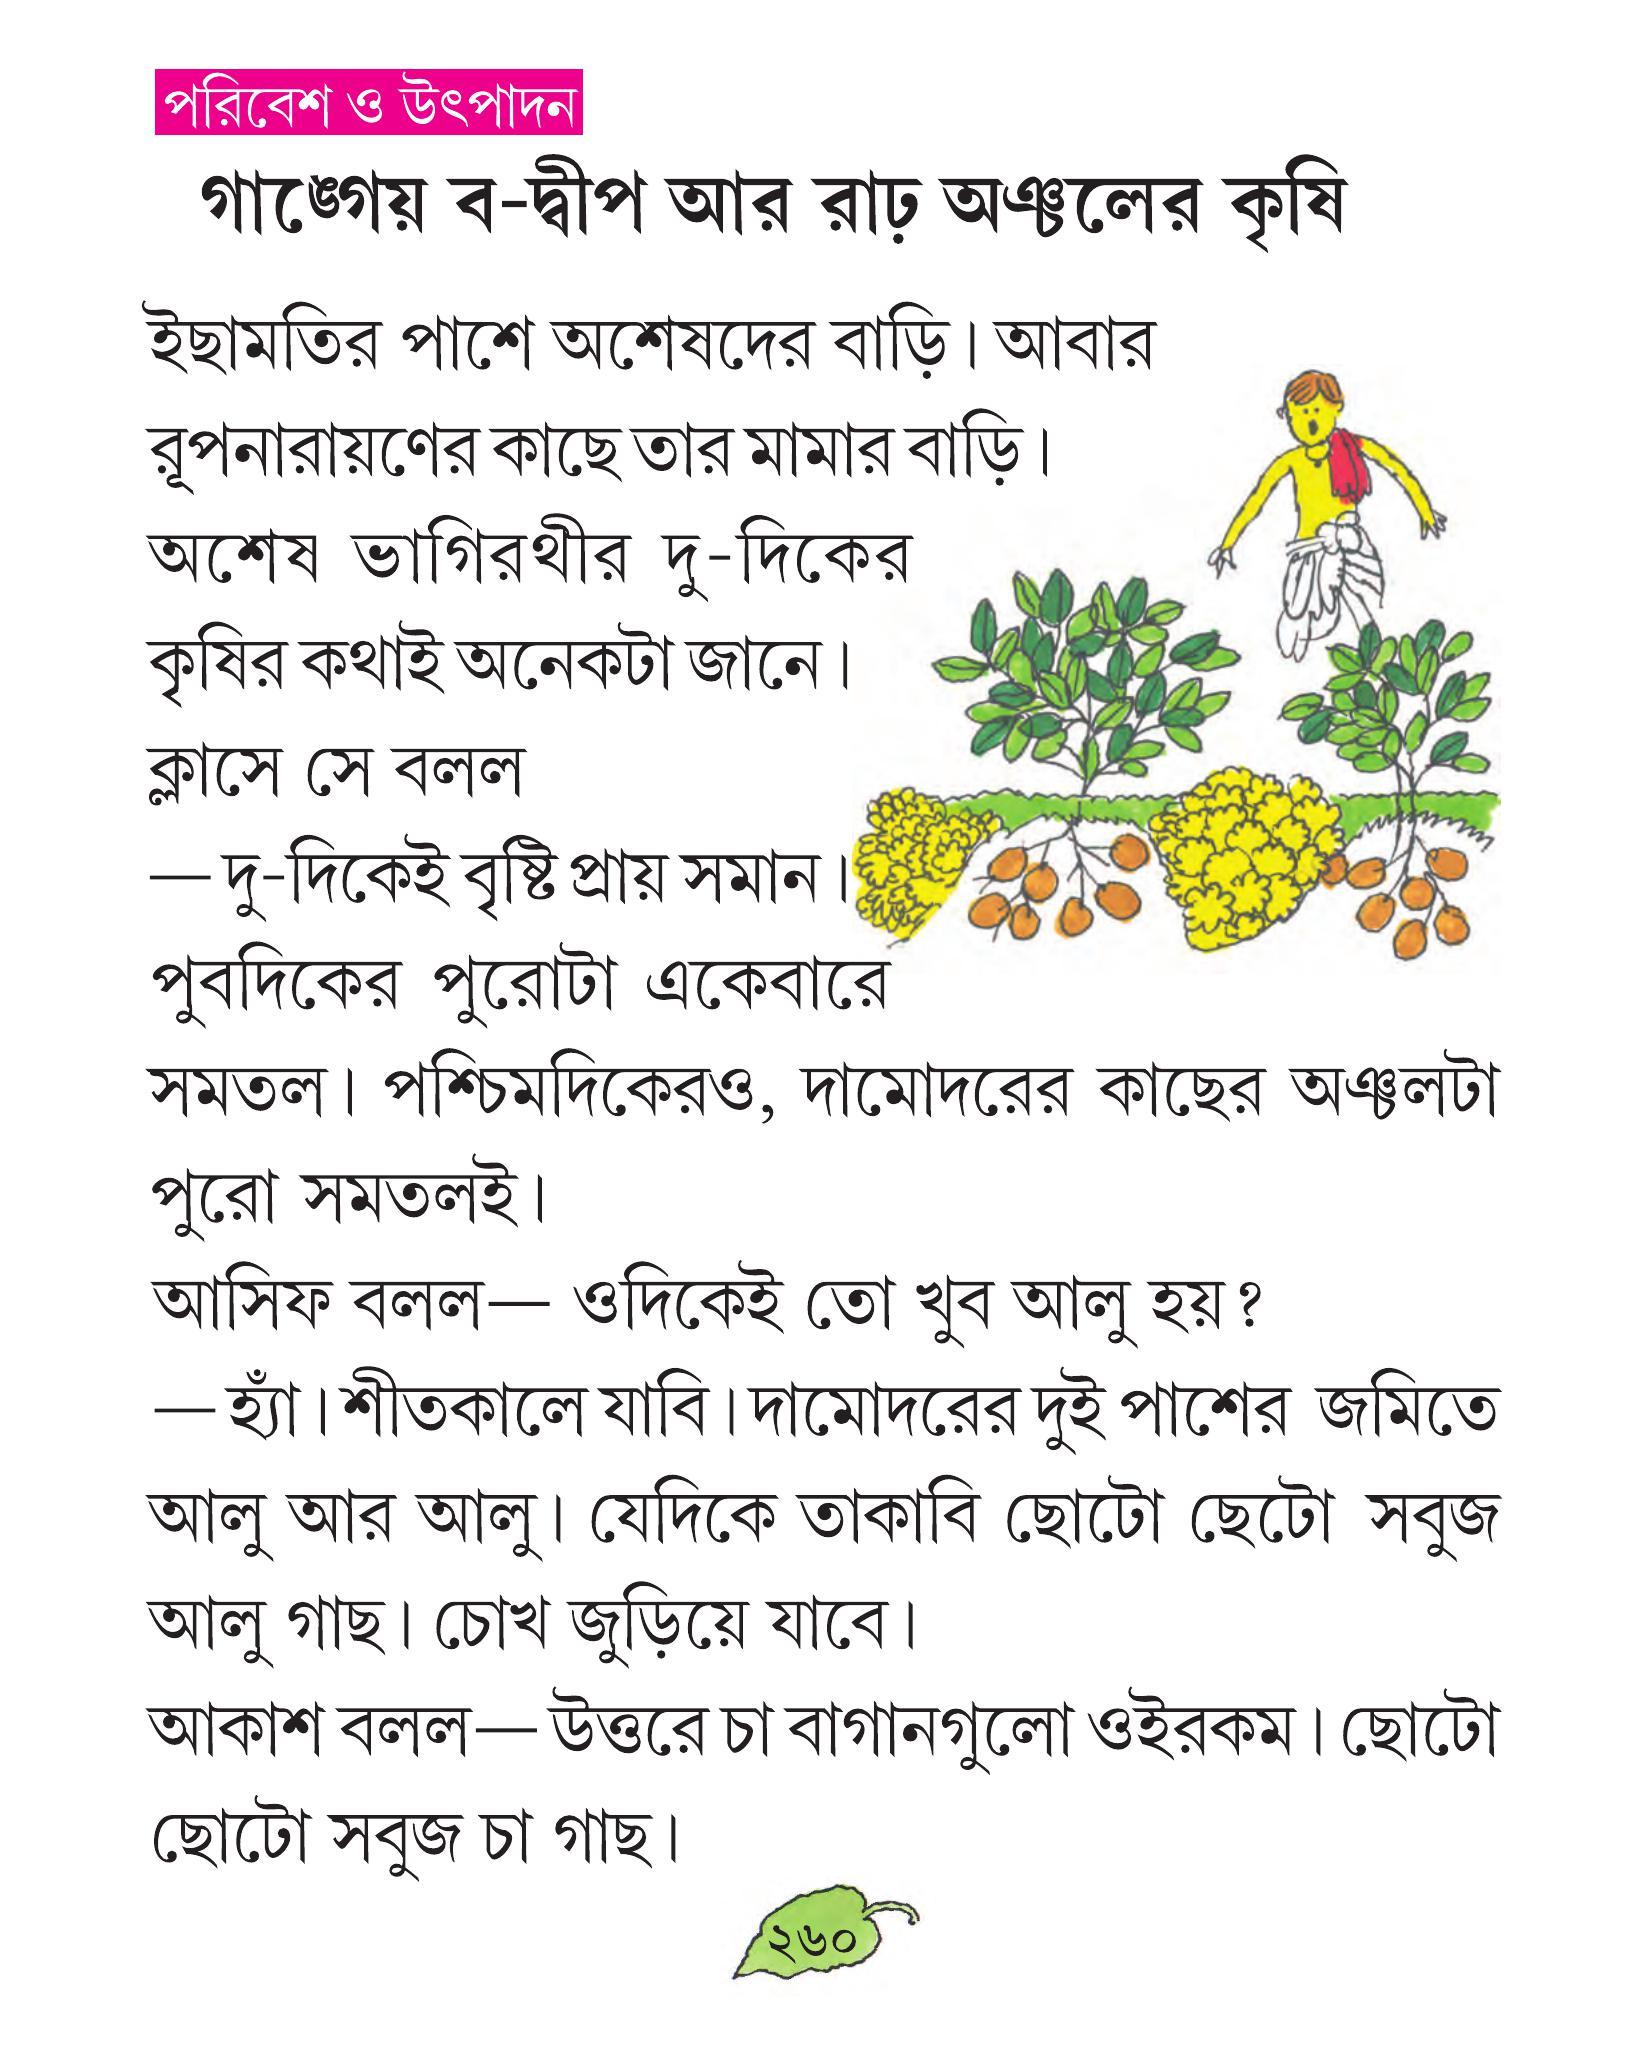 পরিবেশ ও উৎপাদন
গাঙ্গেয় ব-দ্বীপ আর রাঢ় অঞ্চলের কৃষি
ইছামতির পাশে অশেষদের বাড়ি। আবার
রূপনারায়ণের কাছে তার মামার বাড়ি।
অশেষ ভাগিরথীর দু-দিকের
কৃষির কথাই অনেকটা জানে।
ক্লাসে সে বলল
— দু-দিকেই বৃষ্টি প্রায় সমান।
পুবদিকের পুরোটা একেবারে
সমতল। পশ্চিমদিকেরও, দামোদরের কাছের অঞ্চলটা
পুরো সমতলই।
আসিফ বলল— ওদিকেই তো খুব আলু হয়?
— হ্যাঁ। শীতকালে যাবি। দামোদরের দুই পাশের জমিতে
আলু আর আলু। যেদিকে তাকাবি ছোটো ছেটো সবুজ
আলু গাছ। চোখ জুড়িয়ে যাবে।
আকাশ বলল— উত্তরে চা বাগানগুলো ওইরকম। ছোটো
ছোটো সবুজ চা গাছ।
২৬০